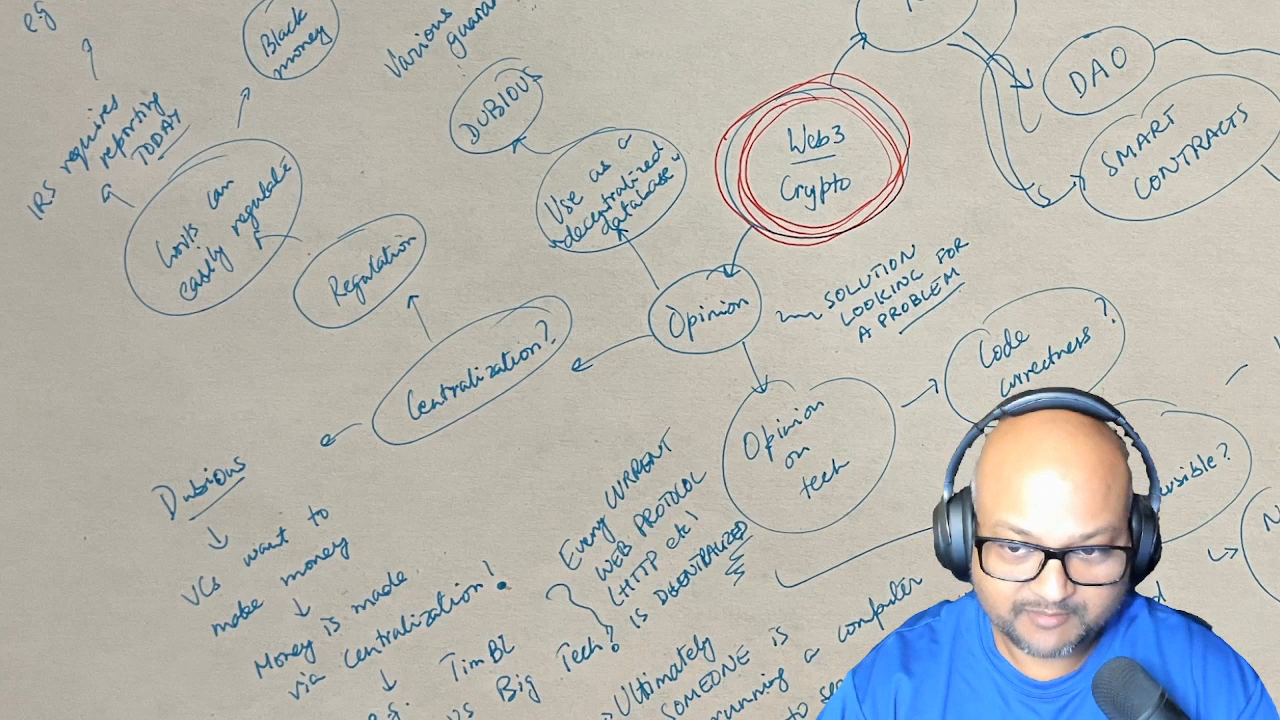 eg
IRS requires
reporting
TODAY
Black
money
Govts can
easily regulate
Regulation
Various
DUBIOUS
Use as a
"decentralized
database"
Web3
Crypto
DAO
SMART
CONTRACTS
Opinion
SOLUTION
LOOKING FOR
A PROBLEM
Centralization?
Opinion
on
tech
Code
correctness?
Dubious
VCs want to
make money
Money is made
via centralization!
e.g. TimBL
vs Big Tech?
Every CURRENT
WEB PROTOCOL
(HTTP etc)
is DECENTRALIZED
Ultimately
SOMEONE is
running a computer
to